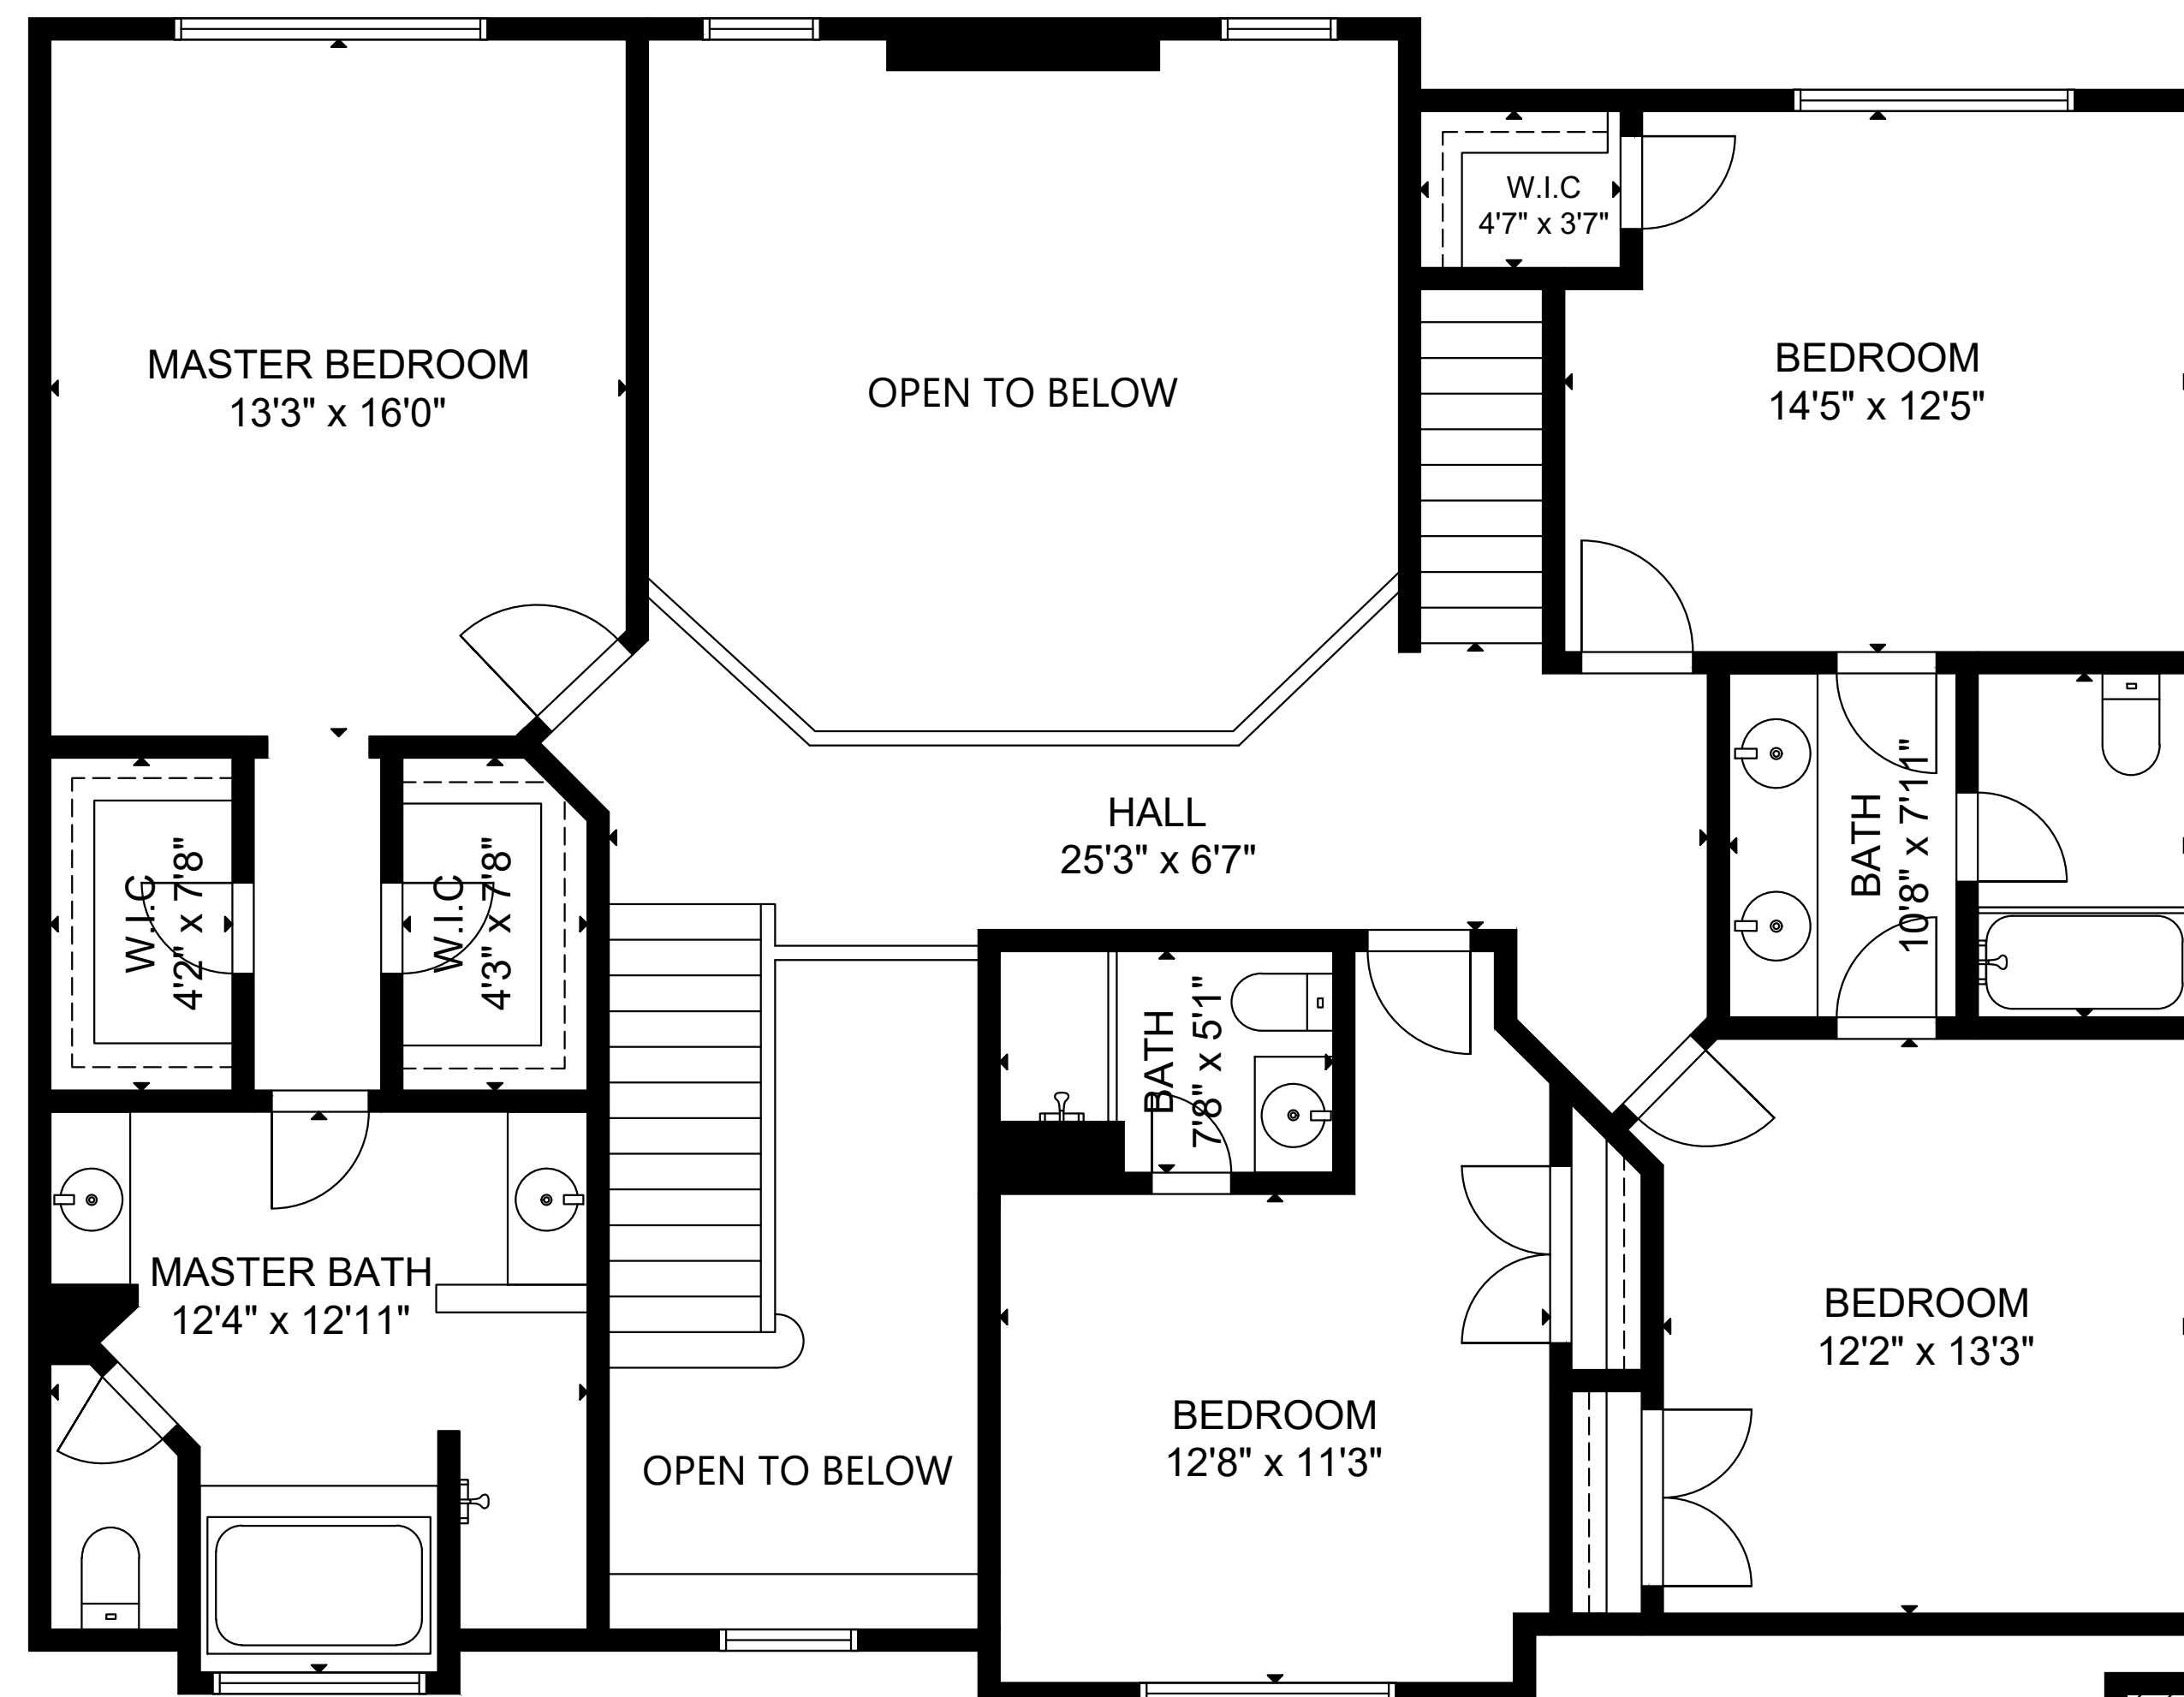 W.I.C
4'7" x 3'7"
MASTER BEDROOM
13'3" x 16'0"
OPEN TO BELOW
BEDROOM
14'5" x 12'5"
HALL
25'3" x 6'7"
BATH
10'8" x 7'11"
W.I.C
4'2" x 7'8"
W.I.C
4'3" x 7'8"
BATH
7'8" x 5'1"
MASTER BATH
12'4" x 12'11"
BEDROOM
12'2" x 13'3"
BEDROOM
12'8" x 11'3"
OPEN TO BELOW